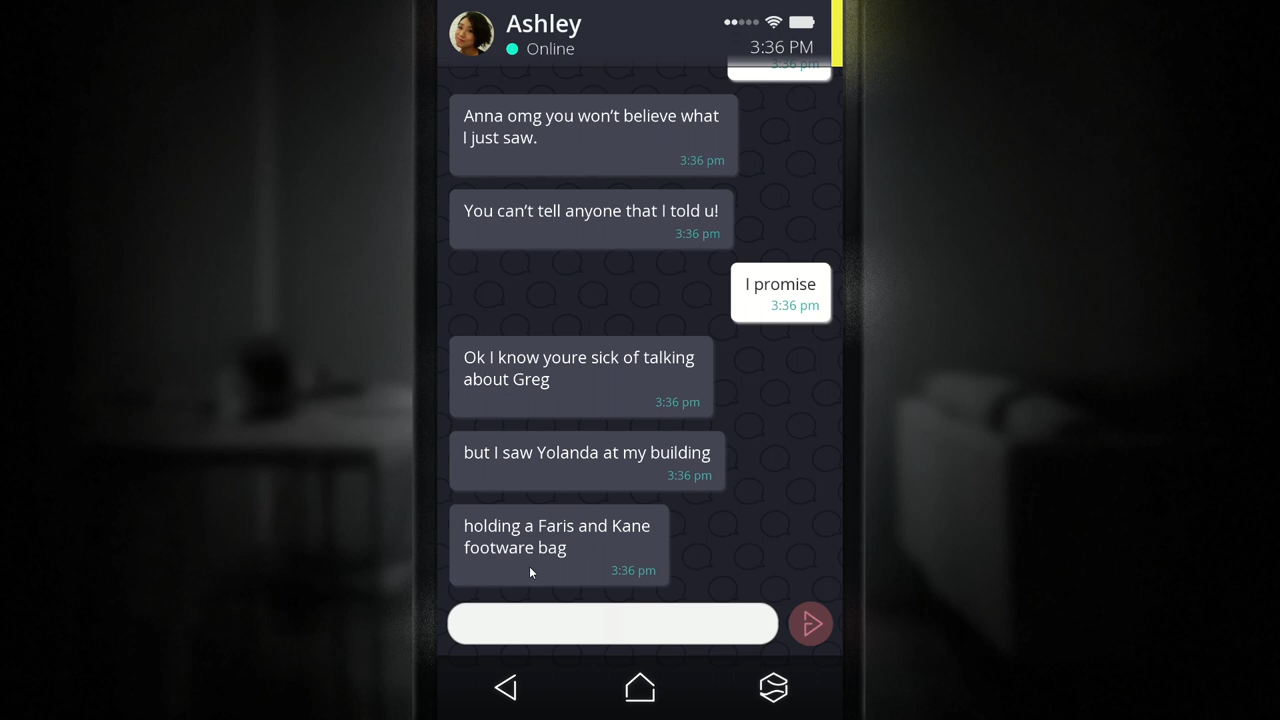 Ashley
Online
3:36 PM
3:36 pm
Anna omg you won't believe what
I just saw.
3:36 pm
You can't tell anyone that I told u!
3:36 pm
I promise
3:36 pm
Ok I know youre sick of talking
about Greg
3:36 pm
but I saw Yolanda at my building
3:36 pm
holding a Faris and Kane
footware bag
3:36 pm